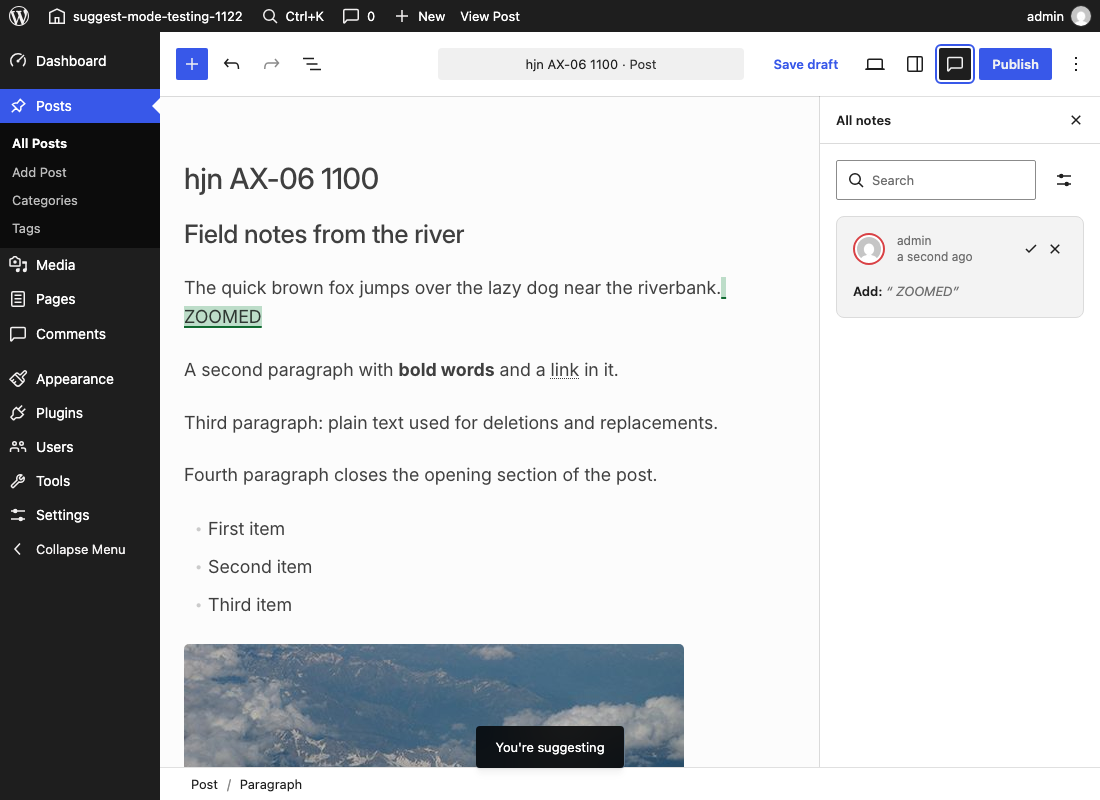 suggest-mode-testing-1122 Ctrl+K 0 New View Post admin
Dashboard
Posts
All Posts
Add Post
Categories
Tags
Media
Pages
Comments
Appearance
Plugins
Users
Tools
Settings
Collapse Menu
hjn AX-06 1100 · Post Save draft Publish
hjn AX-06 1100
Field notes from the river
The quick brown fox jumps over the lazy dog near the riverbank.
ZOOMED
A second paragraph with bold words and a link in it.
Third paragraph: plain text used for deletions and replacements.
Fourth paragraph closes the opening section of the post.
• First item
• Second item
• Third item
You're suggesting
Post / Paragraph
All notes
Search
admin
a second ago
Add: “ ZOOMED”